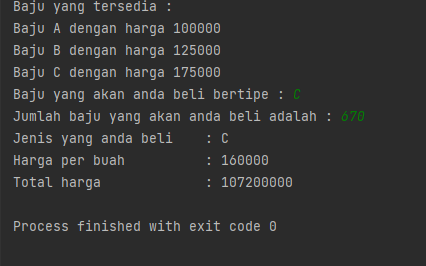 Baju yang tersedia :
Baju A dengan harga 100000
Baju B dengan harga 125000
Baju C dengan harga 175000
Baju yang akan anda beli bertipe : C
Jumlah baju yang akan anda beli adalah : 670
Jenis yang anda beli    : C
Harga per buah          : 160000
Total harga             : 107200000
Process finished with exit code 0